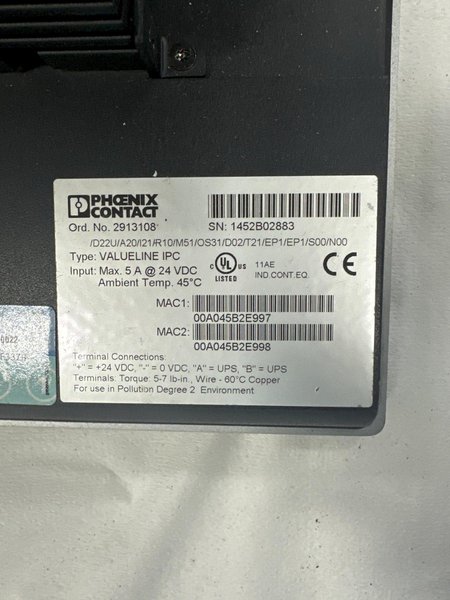 PHŒNIX
CONTACT
Ord. No. 2913108
SN: 1452B02883
/D22U/A20/I21/R10/M51/OS31/D02/T21/EP1/EP1/S00/N00
Type: VALUELINE IPC
Input: Max. 5 A @ 24 VDC
Ambient Temp. 45°C
c UL US
LISTED
11AE
IND.CONT.EQ.
CE
MAC1:
00A045B2E997
MAC2:
00A045B2E998
Terminal Connections:
"+" = +24 VDC, "-" = 0 VDC, "A" = UPS, "B" = UPS
Terminals: Torque: 5-7 lb-in., Wire - 60°C Copper
For use in Pollution Degree 2 Environment